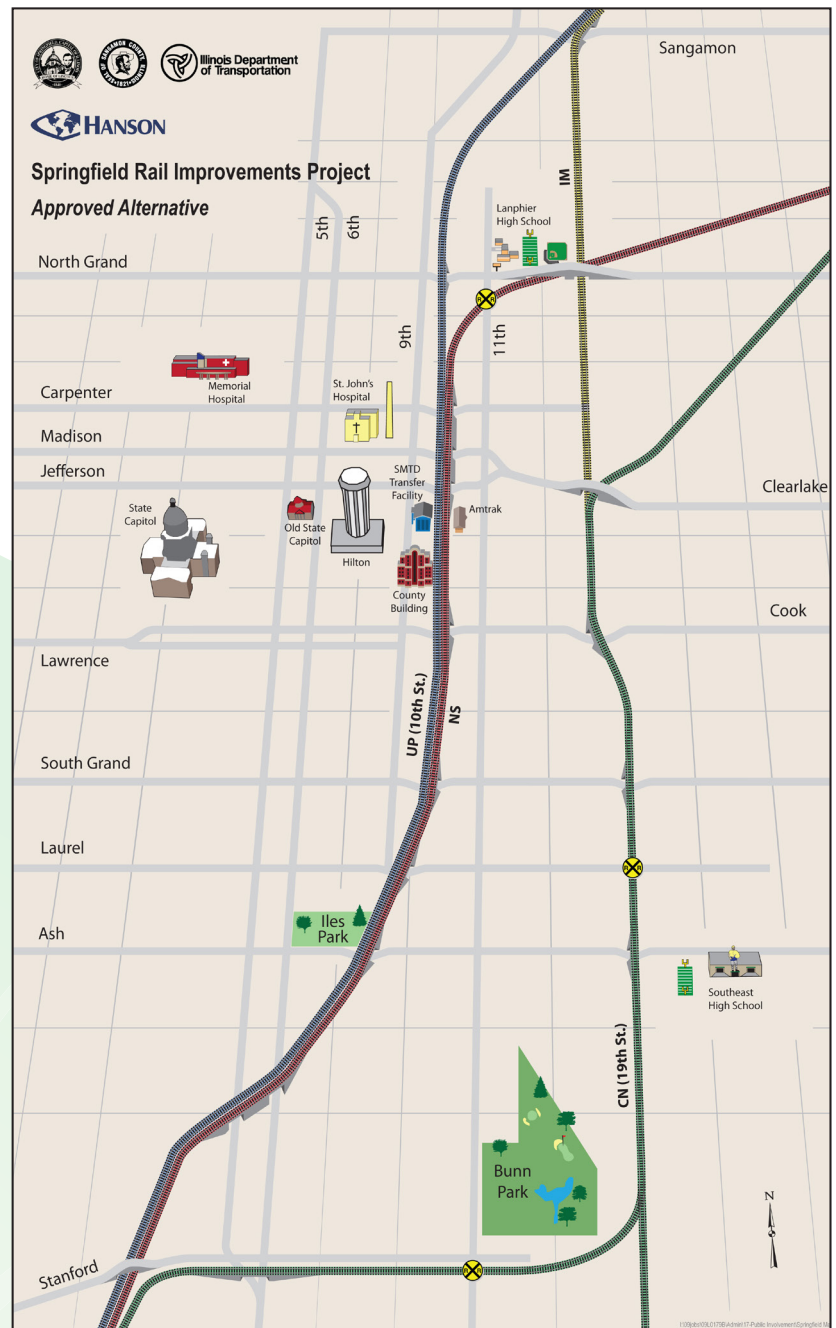 Illinois Department
of Transportation
HANSON
Springfield Rail Improvements Project
Approved Alternative
Sangamon
IM
Lanphier
High School
5th
6th
North Grand
9th
11th
Memorial
Hospital
St. John's
Hospital
Carpenter
Madison
Jefferson
SMTD
Transfer
Facility
Clearlake
State
Capitol
Amtrak
Old State
Capitol
Hilton
County
Building
Cook
Lawrence
UP (10th St.)
NS
South Grand
Laurel
Iles
Park
Ash
Southeast
High School
CN (19th St.)
Bunn
Park
N
Stanford